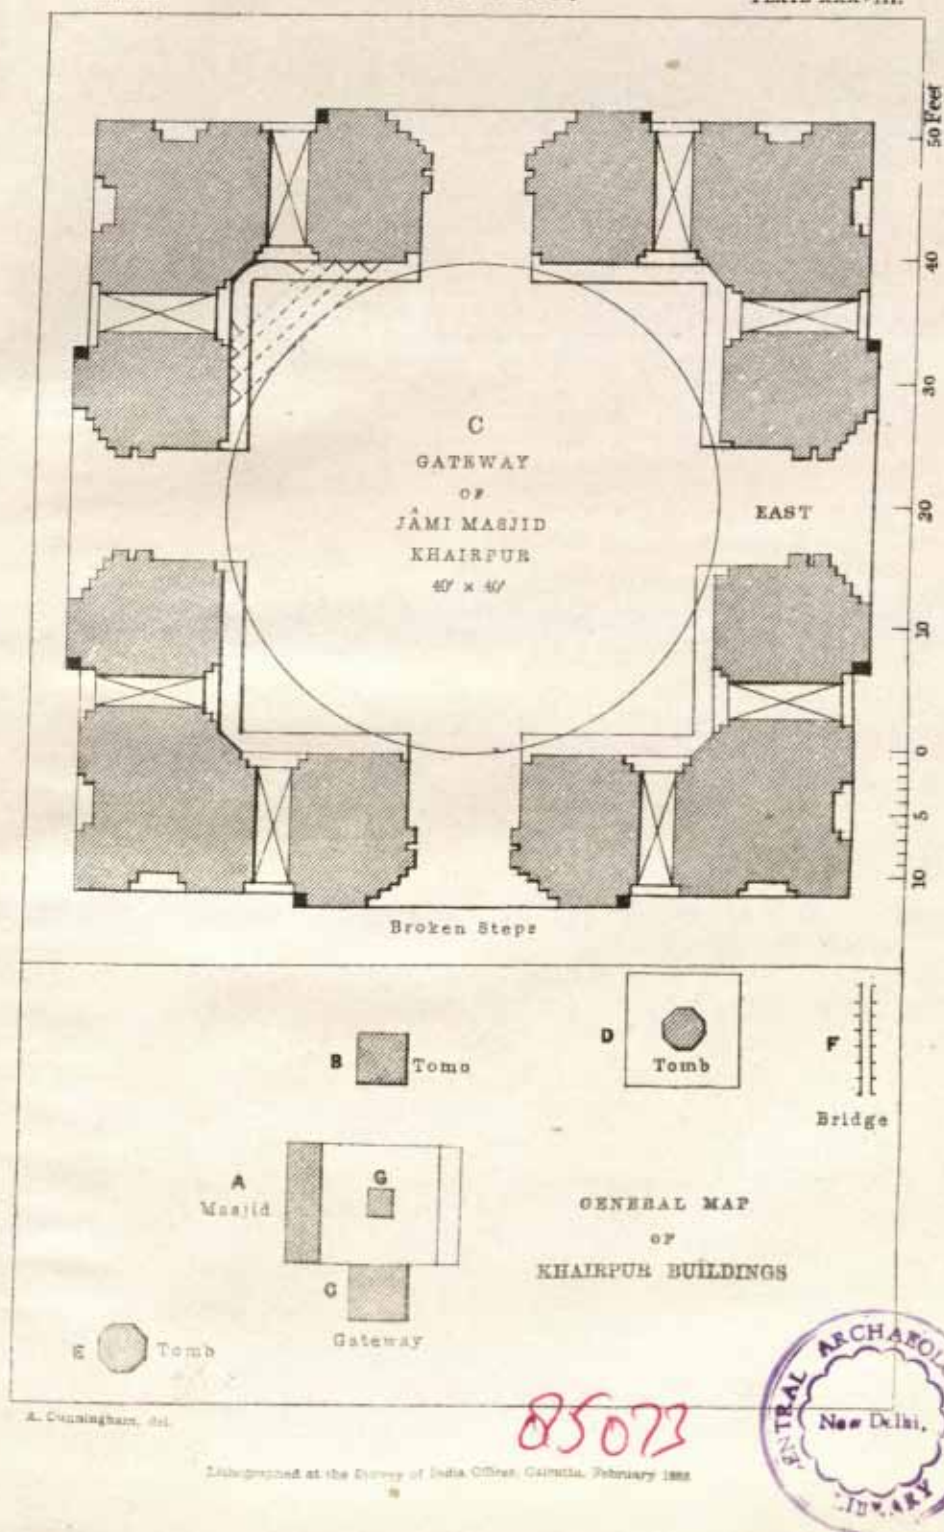 50 Feet
40
30
20
10
0
5
10
C
GATEWAY
OF
JÂMI MASJID
KHAIRPUR
40' × 40'
EAST
Broken Steps
B
Tomb
D
Tomb
F
Bridge
A
Masjid
G
C
Gateway
E
Tomb
GENERAL MAP
OF
KHAIRPUR BUILDINGS
A. Cunningham, del.
85073
Lithographed at the Survey of India Offices, Calcutta, February
New Delhi.
LIBRARY